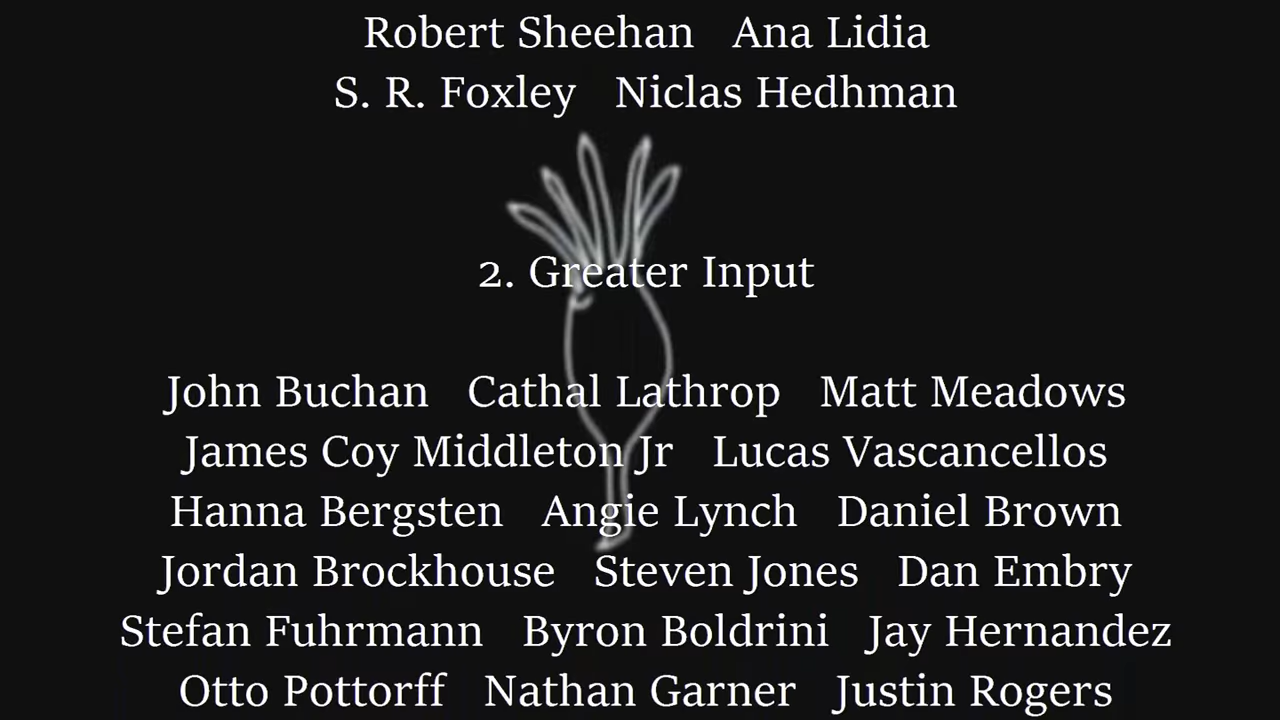 Robert Sheehan Ana Lidia
S. R. Foxley Niclas Hedhman
2. Greater Input
John Buchan Cathal Lathrop Matt Meadows
James Coy Middleton Jr Lucas Vascancellos
Hanna Bergsten Angie Lynch Daniel Brown
Jordan Brockhouse Steven Jones Dan Embry
Stefan Fuhrmann Byron Boldrini Jay Hernandez
Otto Pottorff Nathan Garner Justin Rogers